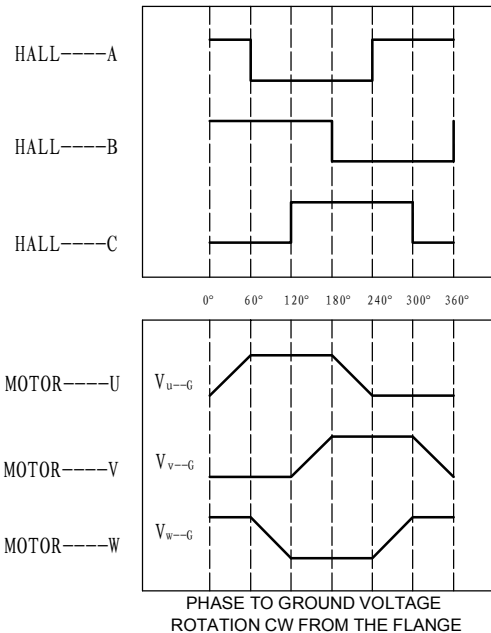 HALL----A
HALL----B
HALL----C
0° 60° 120° 180° 240° 300° 360°
MOTOR----U Vu--G
MOTOR----V Vv--G
MOTOR----W Vw--G
PHASE TO GROUND VOLTAGE
ROTATION CW FROM THE FLANGE